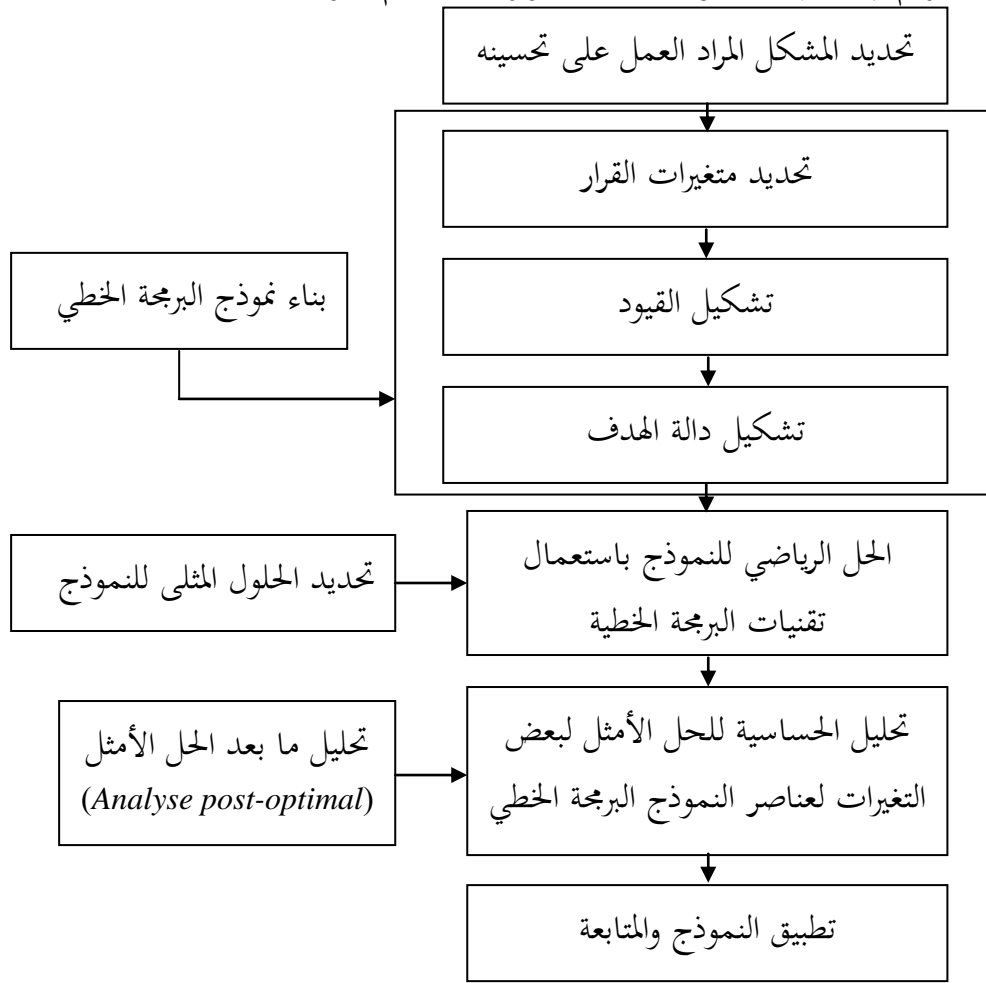 تحديد المشكل المراد العمل على تحسينه
تحديد متغيرات القرار
تشكيل القيود
بناء نموذج البرمجة الخطي
تشكيل دالة الهدف
الحل الرياضي للنموذج باستعمال
تقنيات البرمجة الخطية
تحديد الحلول المثلى للنموذج
تحليل الحساسية للحل الأمثل لبعض
التغيرات لعناصر النموذج البرمجة الخطي
تحليل ما بعد الحل الأمثل
(Analyse post-optimal)
تطبيق النموذج والمتابعة